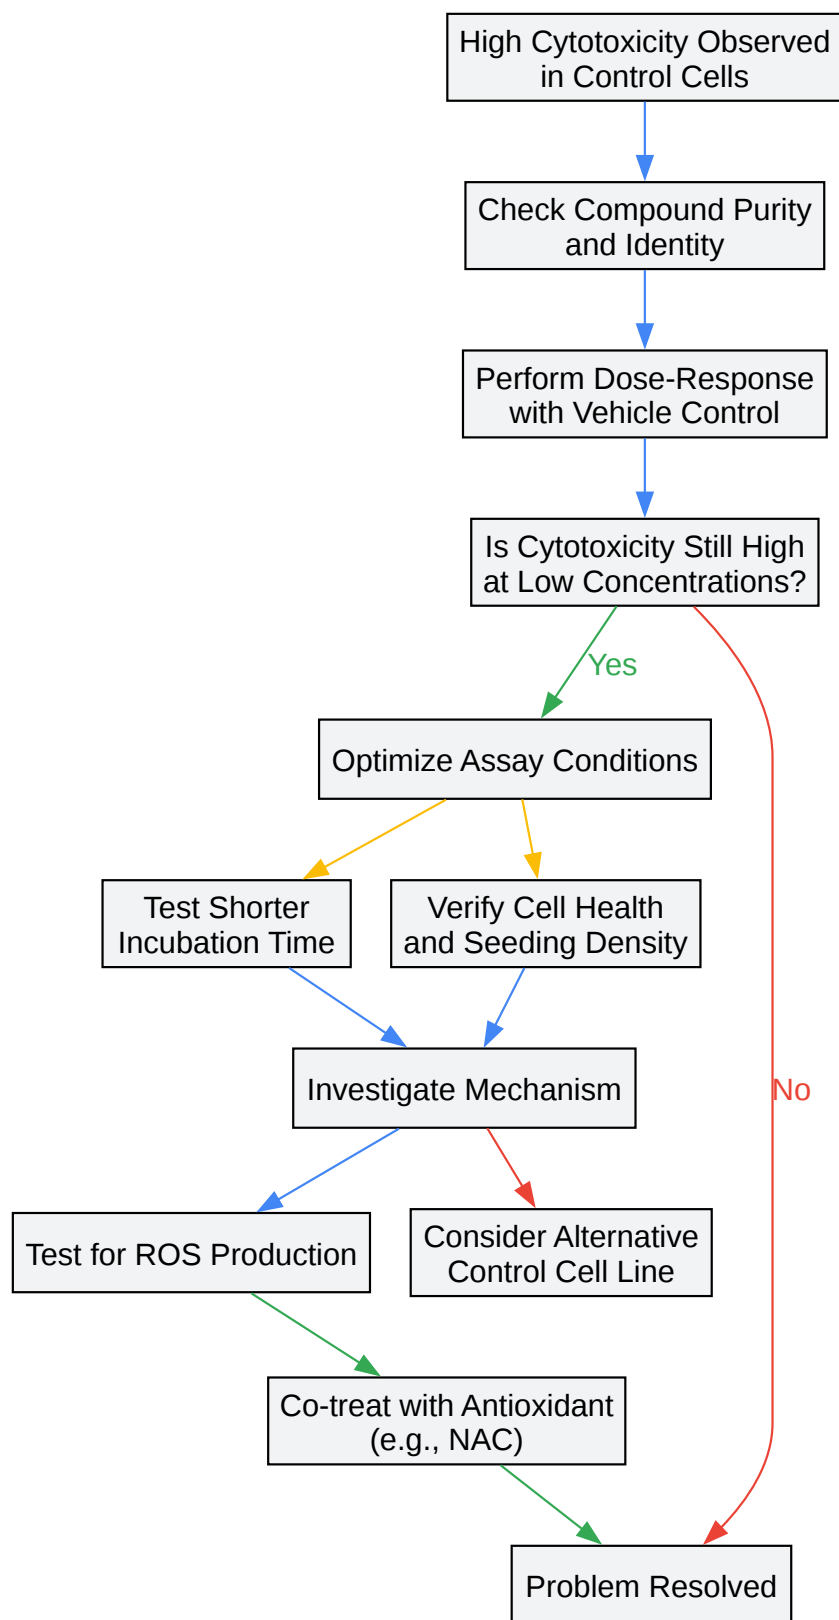 High Cytotoxicity Observed
in Control Cells
Check Compound Purity
and Identity
Perform Dose-Response
with Vehicle Control
Is Cytotoxicity Still High
at Low Concentrations?
Yes
Optimize Assay Conditions
Test Shorter
Incubation Time
Verify Cell Health
and Seeding Density
Investigate Mechanism
No
Test for ROS Production
Consider Alternative
Control Cell Line
Co-treat with Antioxidant
(e.g., NAC)
Problem Resolved